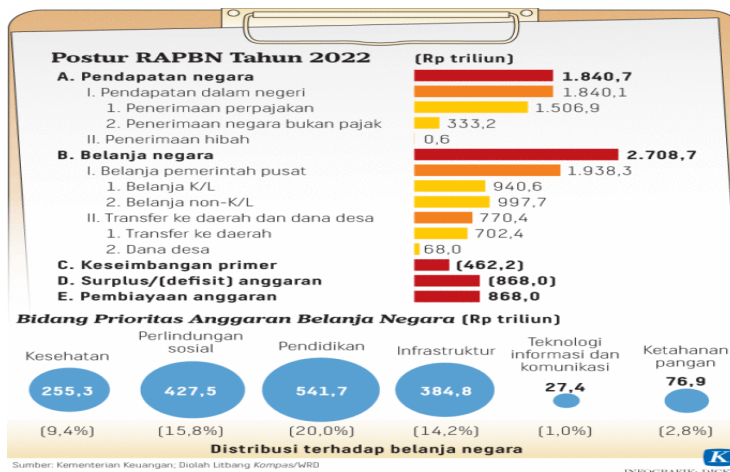 Postur RAPBN Tahun 2022 (Rp triliun)
A. Pendapatan negara 1.840,7
I. Pendapatan dalam negeri 1.840,1
1. Penerimaan perpajakan 1.506,9
2. Penerimaan negara bukan pajak 333,2
II. Penerimaan hibah 0,6
B. Belanja negara 2.708,7
I. Belanja pemerintah pusat 1.938,3
1. Belanja K/L 940,6
2. Belanja non-K/L 997,7
II. Transfer ke daerah dan dana desa 770,4
1. Transfer ke daerah 702,4
2. Dana desa 68,0
C. Keseimbangan primer (462,2)
D. Surplus/(defisit) anggaran (868,0)
E. Pembiayaan anggaran 868,0
Bidang Prioritas Anggaran Belanja Negara (Rp triliun)
Kesehatan
255,3
(9,4%)
Perlindungan
sosial
427,5
(15,8%)
Pendidikan
541,7
(20,0%)
Infrastruktur
384,8
(14,2%)
Teknologi
informasi dan
komunikasi
27,4
(1,0%)
Ketahanan
pangan
76,9
(2,8%)
Distribusi terhadap belanja negara
Sumber: Kementerian Keuangan; Diolah Litbang Kompas/WRD
K